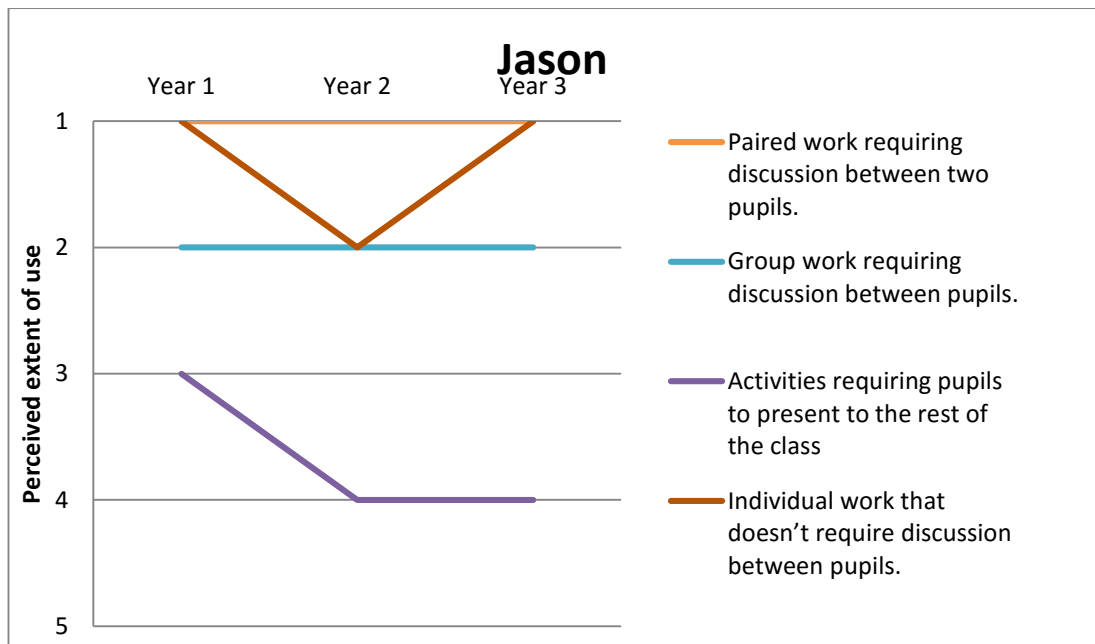 Jason
Year 1 Year 2 Year 3
1
2
3
4
5
Perceived extent of use
Paired work requiring
discussion between two
pupils.
Group work requiring
discussion between pupils.
Activities requiring pupils
to present to the rest of
the class
Individual work that
doesn’t require discussion
between pupils.